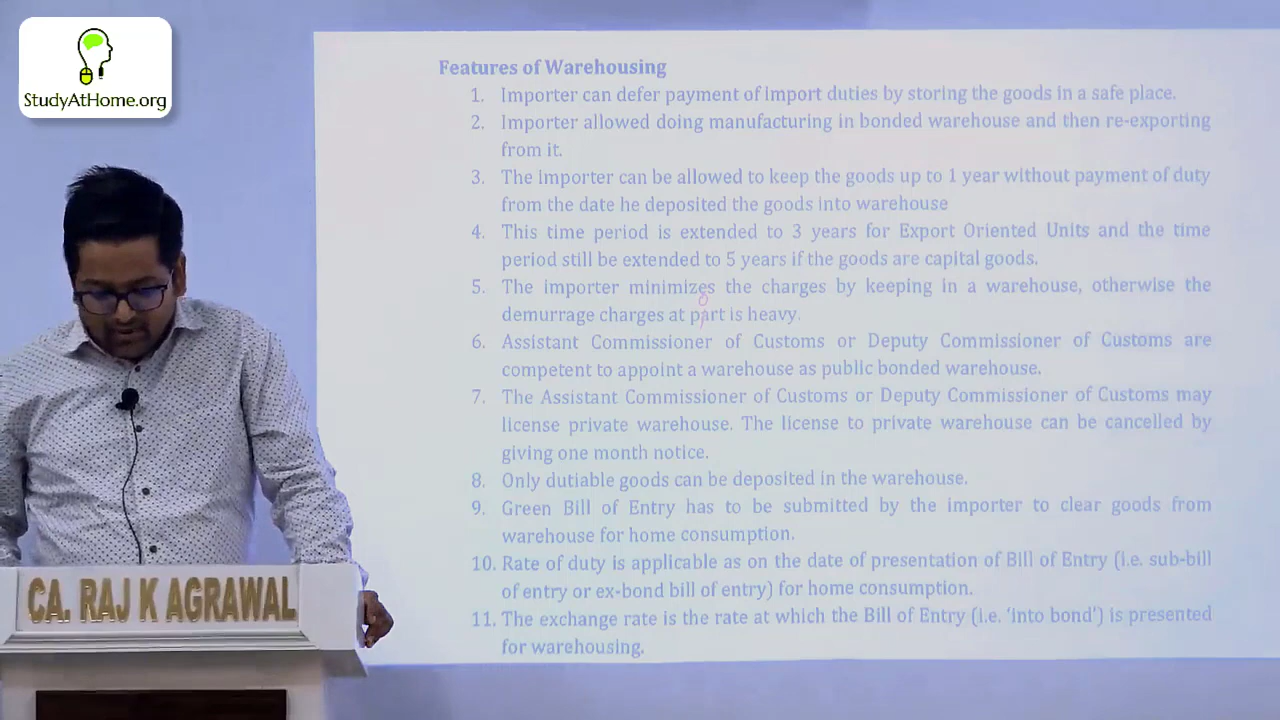 StudyAtHome.org
Features of Warehousing
1. Importer can defer payment of import duties by storing the goods in a safe place.
2. Importer allowed doing manufacturing in bonded warehouse and then re-exporting
from it.
3. The importer can be allowed to keep the goods up to 1 year without payment of duty
from the date he deposited the goods into warehouse
4. This time period is extended to 3 years for Export Oriented Units and the time
period still be extended to 5 years if the goods are capital goods.
5. The importer minimizes the charges by keeping in a warehouse, otherwise the
o
demurrage charges at part is heavy.
6. Assistant Commissioner of Customs or Deputy Commissioner of Customs are
competent to appoint a warehouse as public bonded warehouse.
7. The Assistant Commissioner of Customs or Deputy Commissioner of Customs may
license private warehouse. The license to private warehouse can be cancelled by
giving one month notice.
8. Only dutiable goods can be deposited in the warehouse.
9. Green Bill of Entry has to be submitted by the importer to clear goods from
warehouse for home consumption.
10. Rate of duty is applicable as on the date of presentation of Bill of Entry (i.e. sub-bill
of entry or ex-bond bill of entry) for home consumption.
11. The exchange rate is the rate at which the Bill of Entry (i.e. ‘into bond’) is presented
for warehousing.
CA. RAJ K AGRAWAL